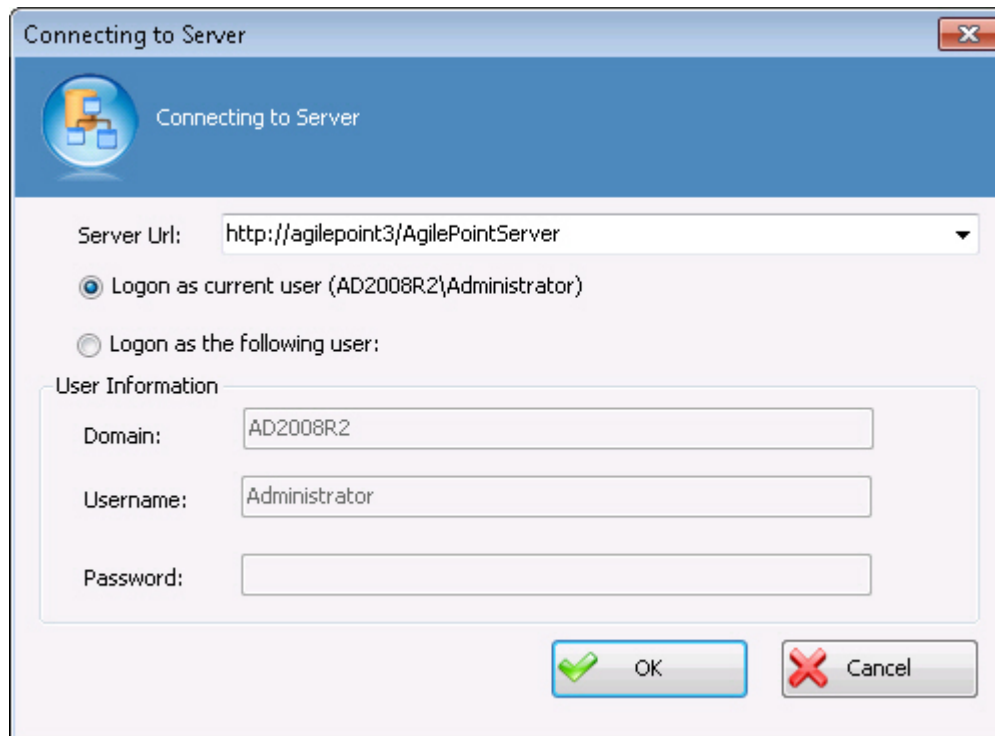 Connecting to Server
Connecting to Server
Server Url: http://agilepoint3/AgilePointServer
Logon as current user (AD2008R2\Administrator)
Logon as the following user:
User Information
Domain: AD2008R2
Username: Administrator
Password:
OK Cancel